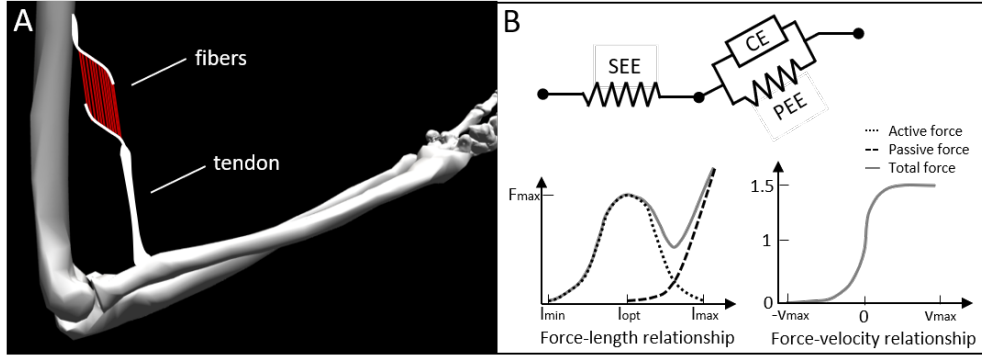 A
fibers
tendon
B
SEE
CE
PEE
Active force
Passive force
Total force
Fmax
lmin
lopt
lmax
Force-length relationship
1.5
1
0
-Vmax
0
Vmax
Force-velocity relationship